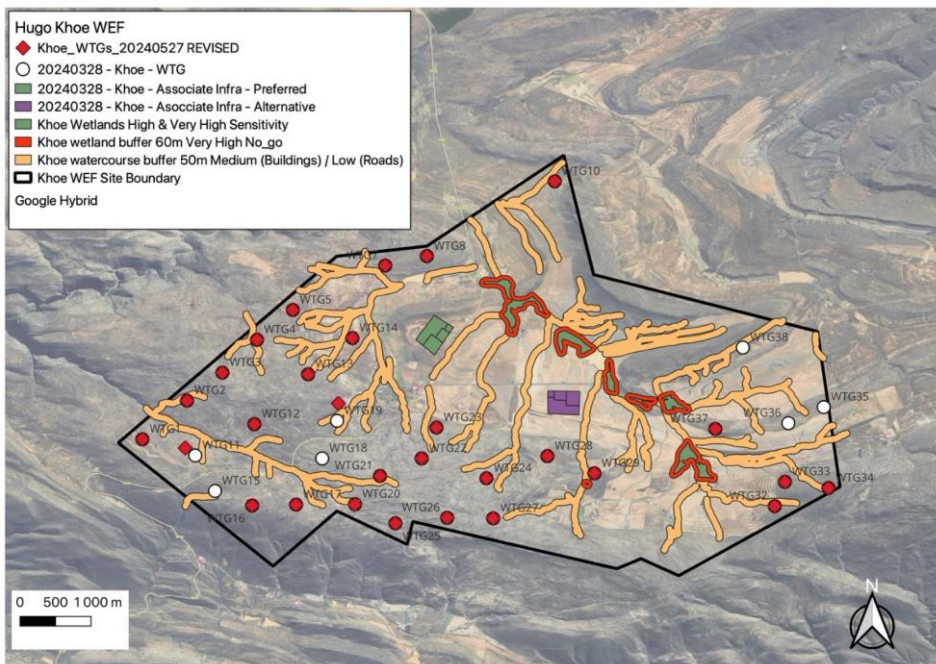 Hugo Khoe WEF
Khoe_WTGs_20240527 REVISED
20240328 - Khoe - WTG
20240328 - Khoe - Associate Infra - Preferred
20240328 - Khoe - Asocciate Infra - Alternative
Khoe Wetlands High & Very High Sensitivity
Khoe wetland buffer 60m Very High No_go
Khoe watercourse buffer 50m Medium (Buildings) / Low (Roads)
Khoe WEF Site Boundary
Google Hybrid
WTG10
WTG8
WTG5
WTG4
WTG14
WTG38
WTG3
WTG13
WTG2
WTG35
WTG19
WTG36
WTG12
WTG23
WTG37
WTG1
WTG11
WTG18
WTG22
WTG28
WTG21
WTG24
WTG29
WTG15
WTG33
WTG34
WTG17
WTG20
WTG32
WTG16
WTG26
WTG27
WTG25
N
0 500 1 000 m